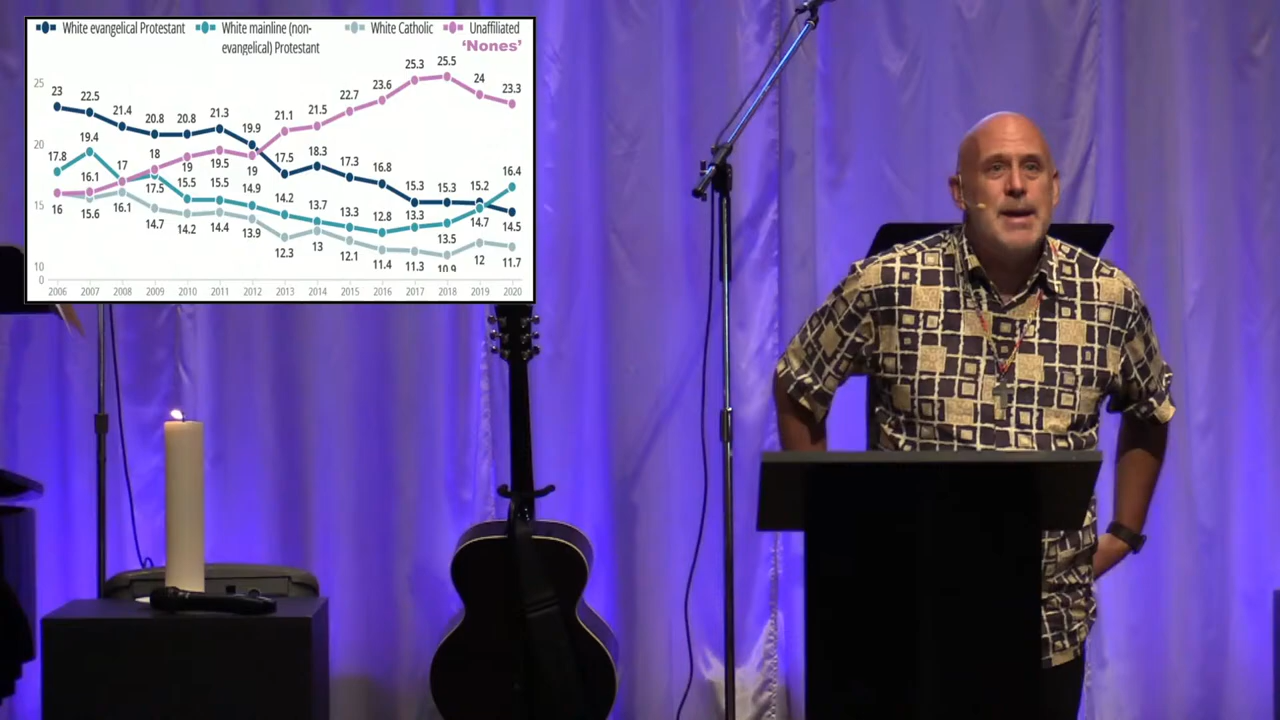 White evangelical Protestant
White mainline (non-
evangelical) Protestant
White Catholic
Unaffiliated
'Nones'
25
20
15
10
0
23 22.5 21.4 20.8 20.8 21.3 19.9 17.5 18.3 17.3 16.8 15.3 15.3 15.2 14.5
17.8 19.4 17 17.5 15.5 15.5 14.9 14.2 13.7 13.3 12.8 13.3 13.5 14.7 16.4
16 15.6 16.1 14.7 14.2 14.4 13.9 12.3 13 12.1 11.4 11.3 10.9 12 11.7
16.1 18 19 19.5 19 21.1 21.5 22.7 23.6 25.3 25.5 24 23.3
2006 2007 2008 2009 2010 2011 2012 2013 2014 2015 2016 2017 2018 2019 2020